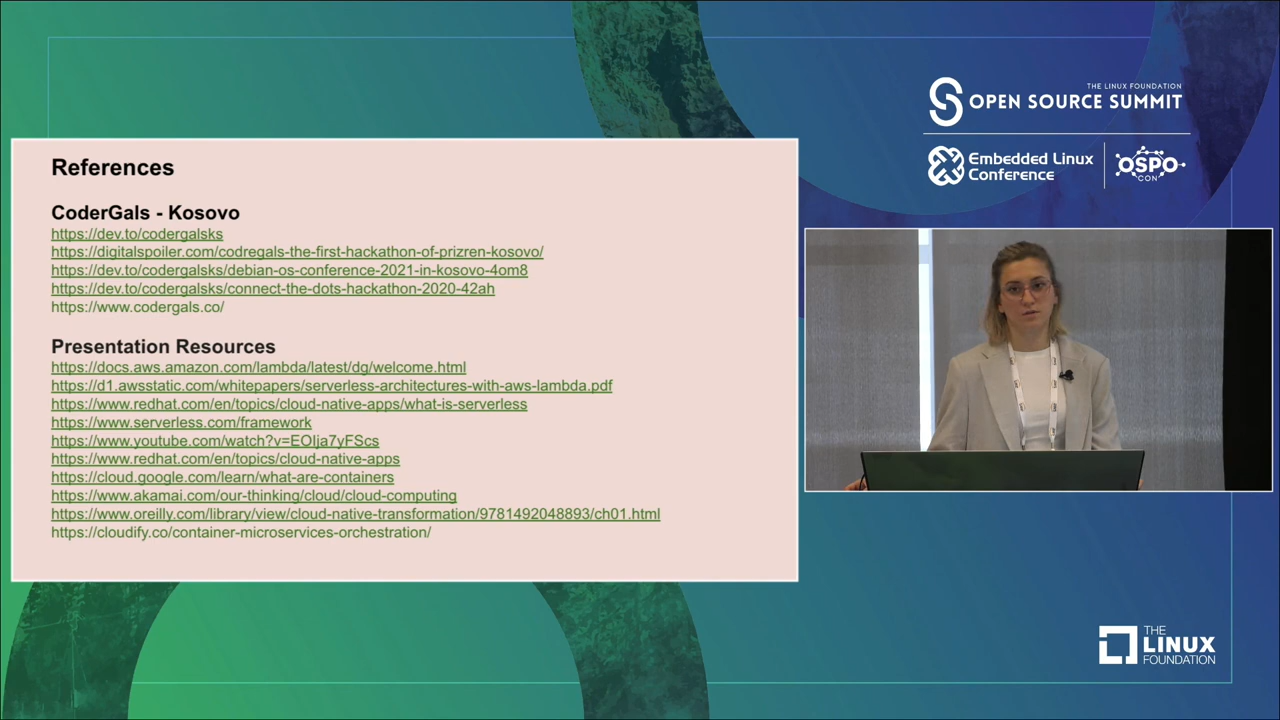 References
CoderGals - Kosovo
https://dev.to/codergalsks
https://digitalspoiler.com/codregals-the-first-hackathon-of-prizren-kosovo/
https://dev.to/codergalsks/debian-os-conference-2021-in-kosovo-4om8
https://dev.to/codergalsks/connect-the-dots-hackathon-2020-42ah
https://www.codergals.co/
Presentation Resources
https://docs.aws.amazon.com/lambda/latest/dg/welcome.html
https://d1.awsstatic.com/whitepapers/serverless-architectures-with-aws-lambda.pdf
https://www.redhat.com/en/topics/cloud-native-apps/what-is-serverless
https://www.serverless.com/framework
https://www.youtube.com/watch?v=EOIja7yFScs
https://www.redhat.com/en/topics/cloud-native-apps
https://cloud.google.com/learn/what-are-containers
https://www.akamai.com/our-thinking/cloud/cloud-computing
https://www.oreilly.com/library/view/cloud-native-transformation/9781492048893/ch01.html
https://cloudify.co/container-microservices-orchestration/
THE LINUX FOUNDATION
OPEN SOURCE SUMMIT
Embedded Linux
Conference
OSPO
CON
THE
LINUX
FOUNDATION